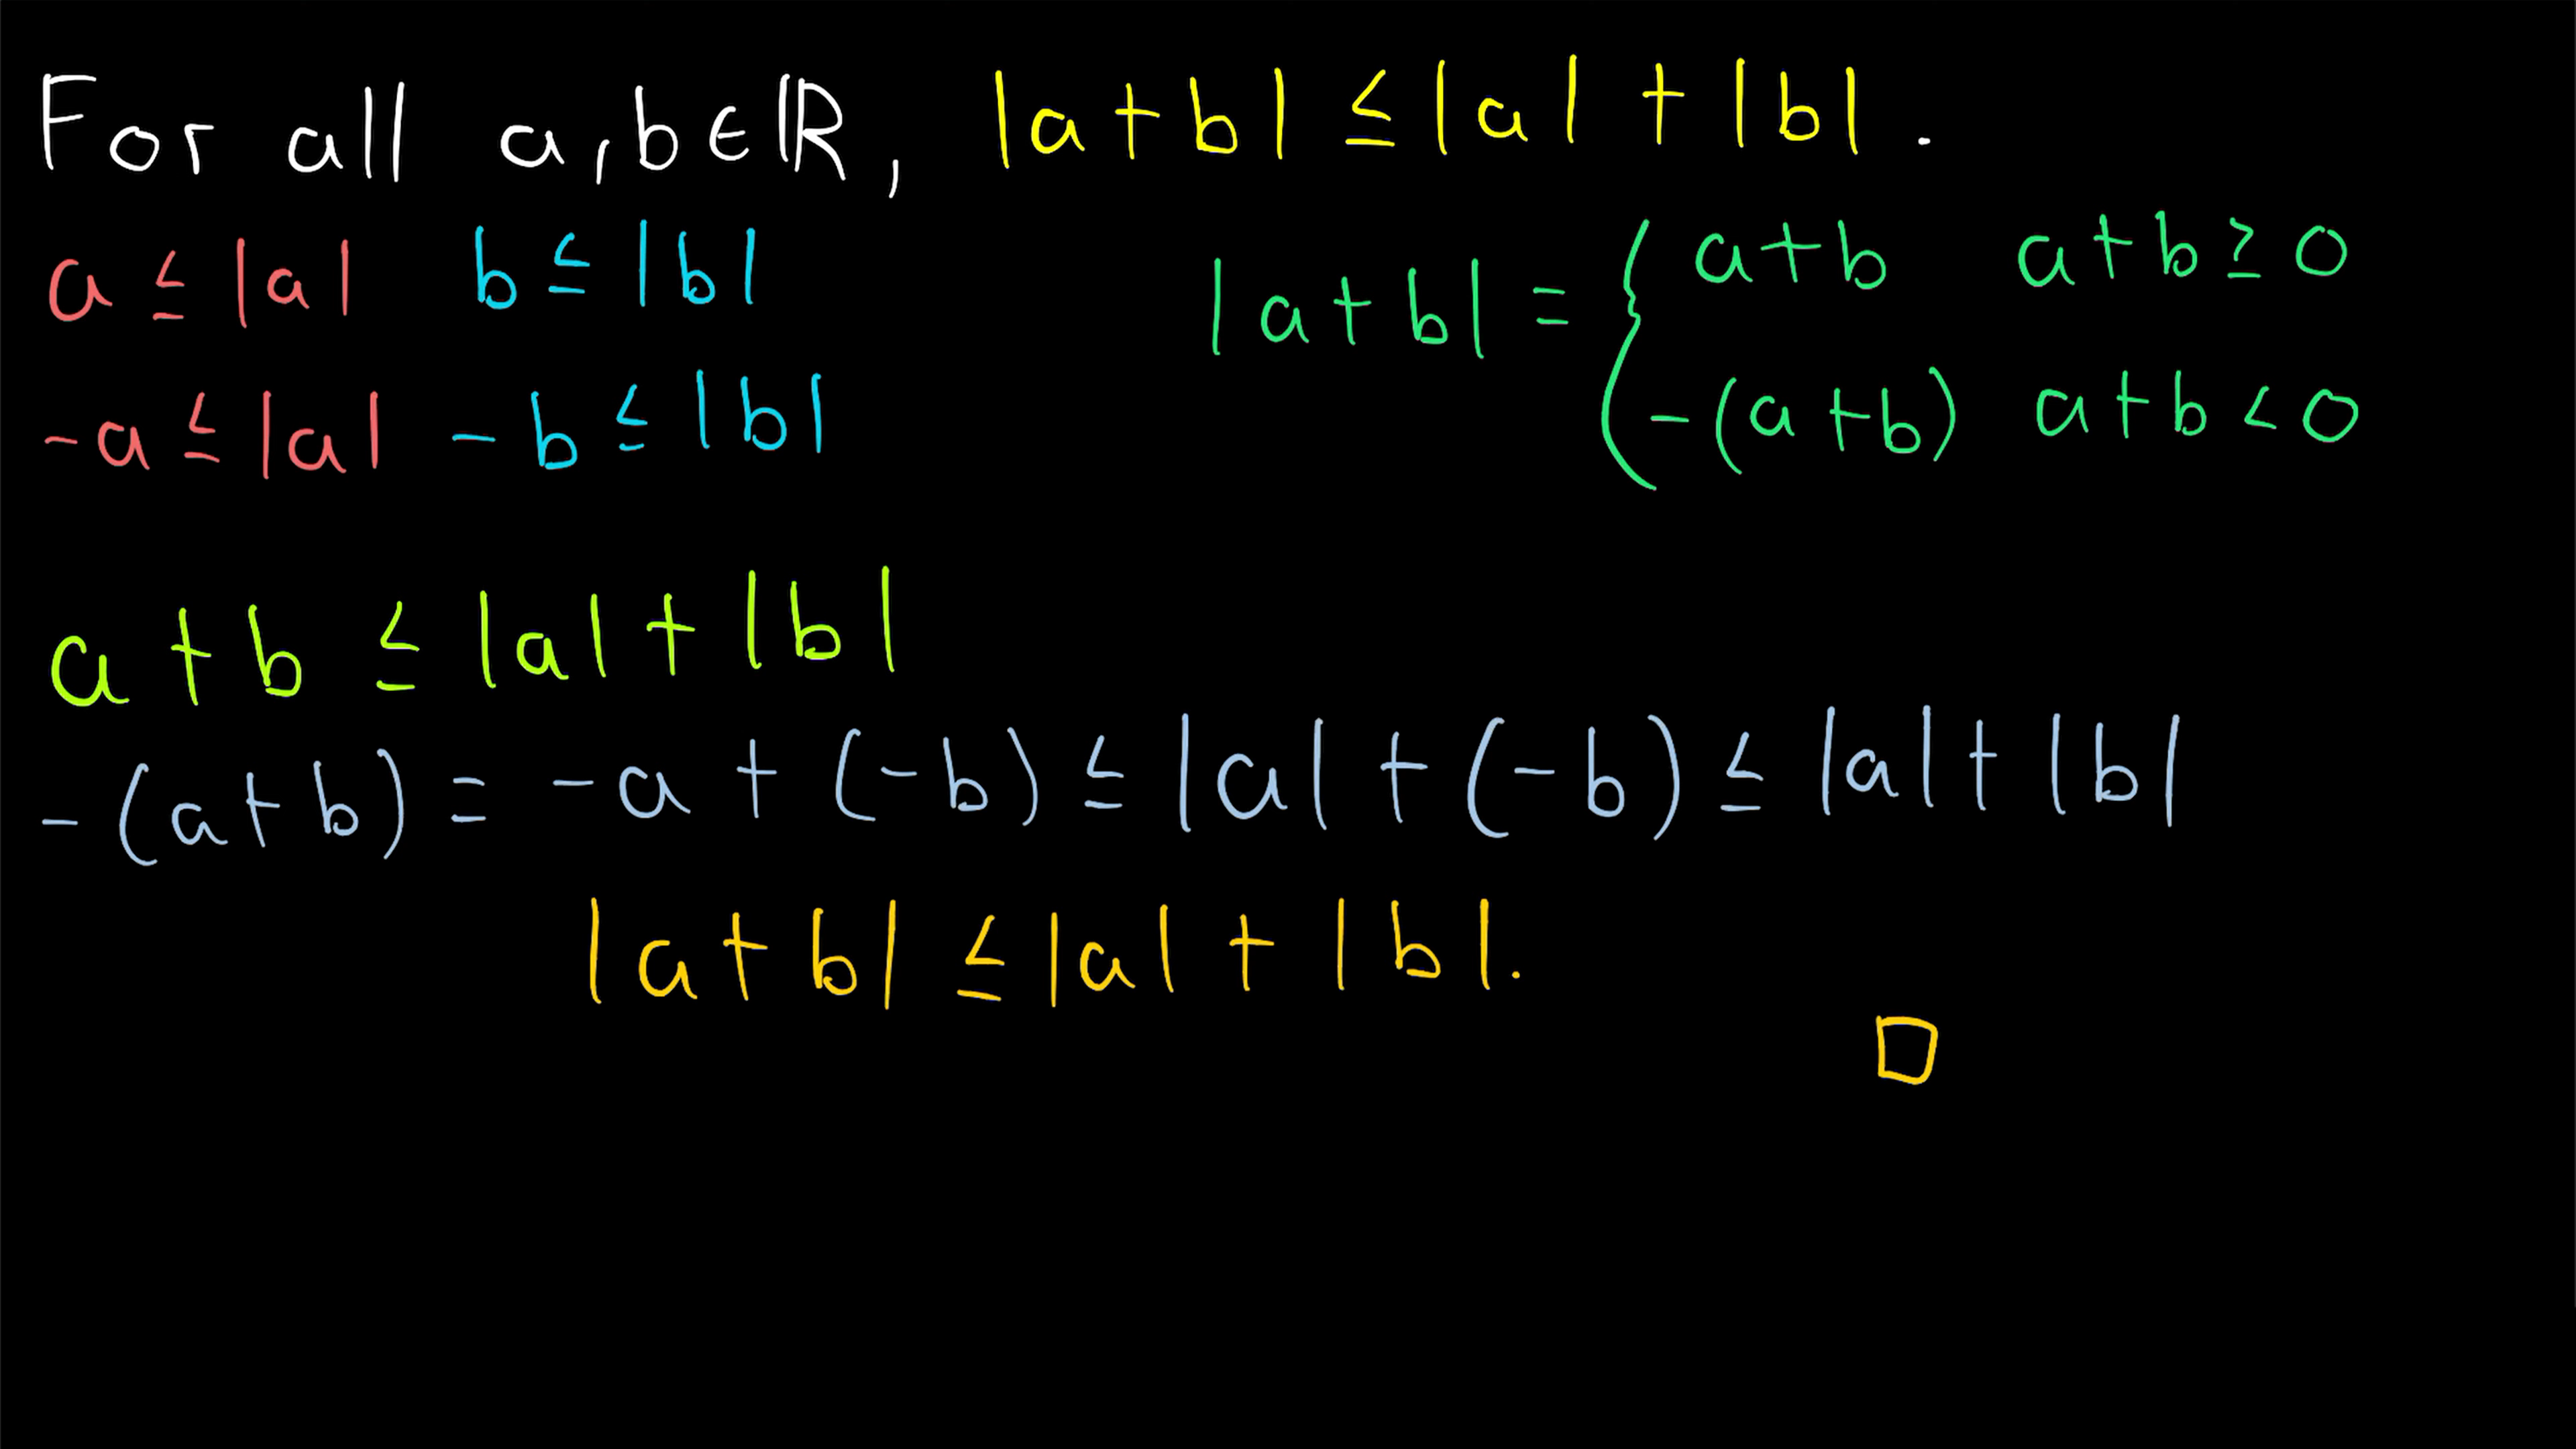 For all a,b∈ℝ, |a+b| ≤ |a| + |b|.
a ≤ |a| b ≤ |b|
-a ≤ |a| -b ≤ |b|
|a+b| = { a+b a+b ≥ 0
-(a+b) a+b < 0
a+b ≤ |a| + |b|
-(a+b) = -a + (-b) ≤ |a| + (-b) ≤ |a| + |b|
|a+b| ≤ |a| + |b|.
□